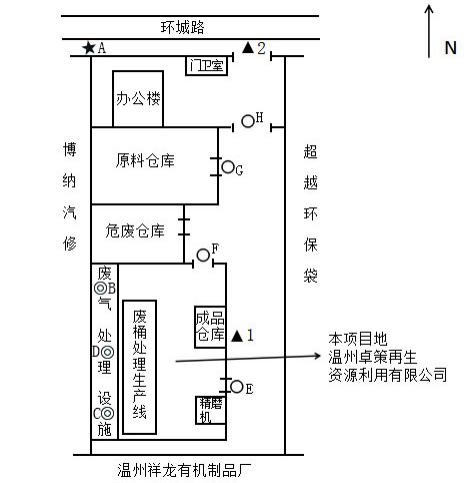 环城路
N
★A
▲2
门卫室
办公楼
H
博纳汽修
原料仓库
G
超越环保袋
危废仓库
F
废气处理设施
B
D
C
废桶处理生产线
成品
仓库
▲1
E
精磨
机
本项目地
温州卓策再生
资源利用有限公司
温州祥龙有机制品厂